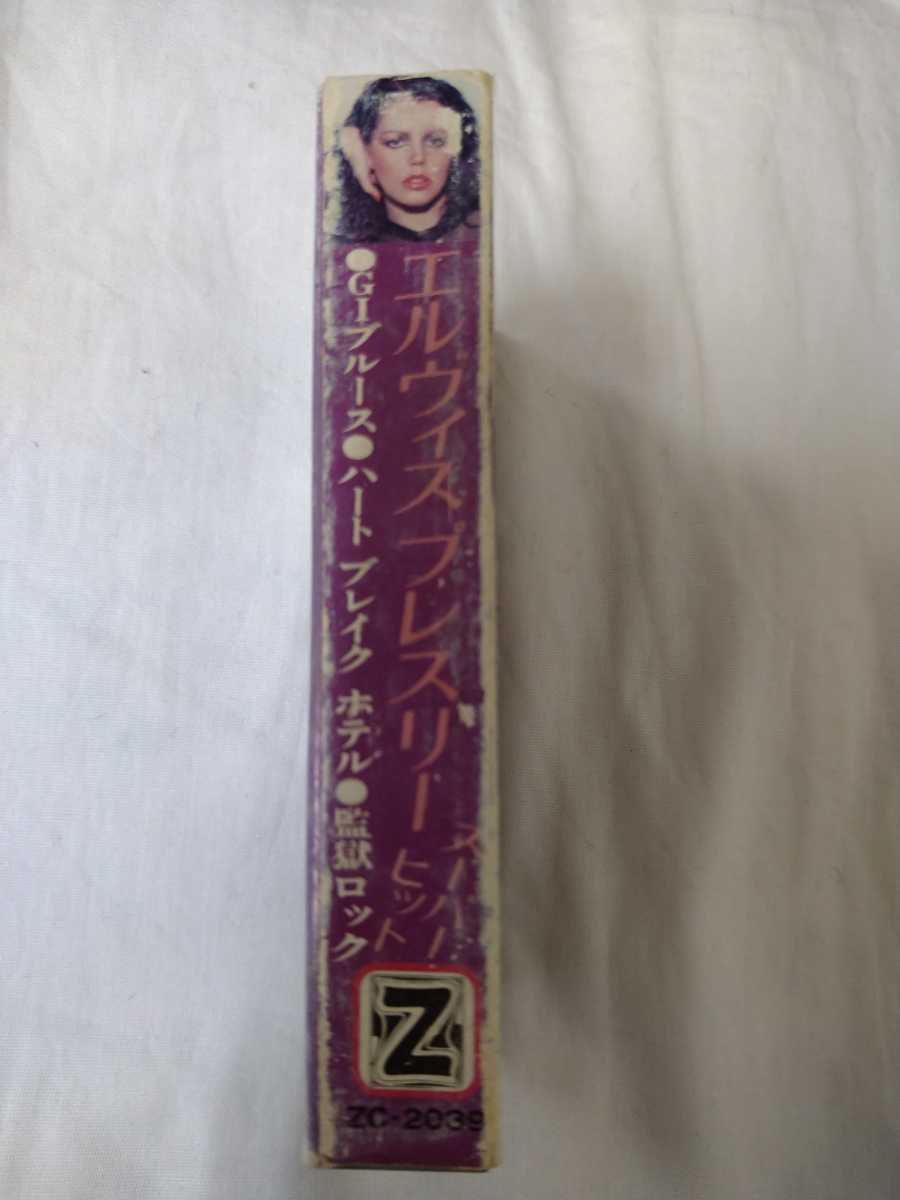 エルヴィス プレスリー
スーパー
ヒット
●GIブルース●ハート ブレイク ホテル●監獄ロック
Z
ZC-2039